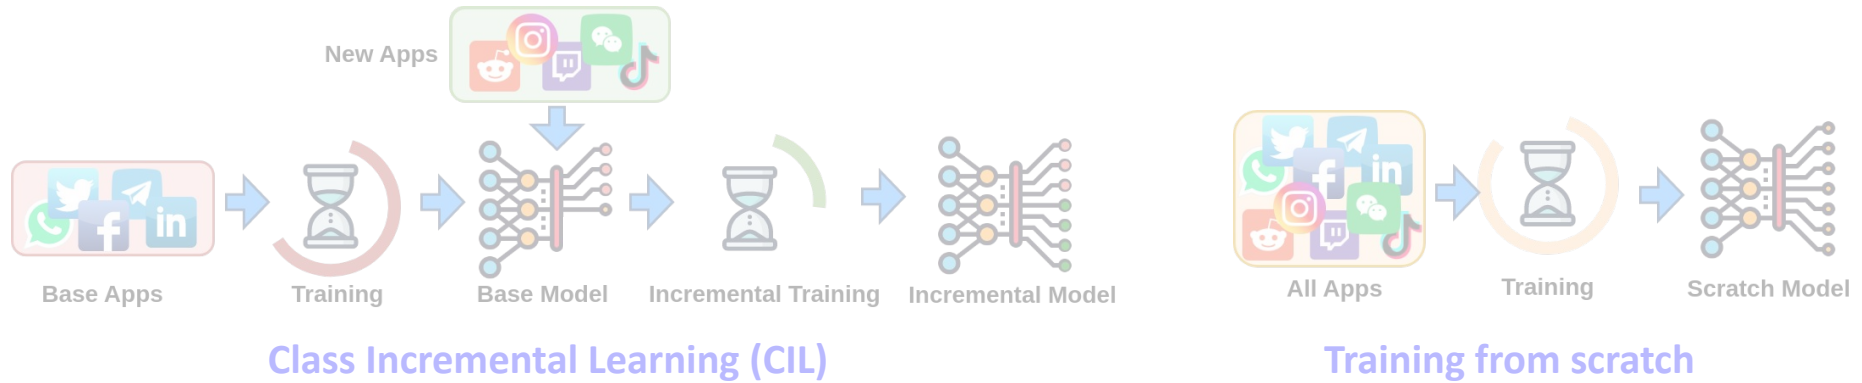 New Apps
Base Apps
Training
Base Model
Incremental Training
Incremental Model
Class Incremental Learning (CIL)
All Apps
Training
Scratch Model
Training from scratch